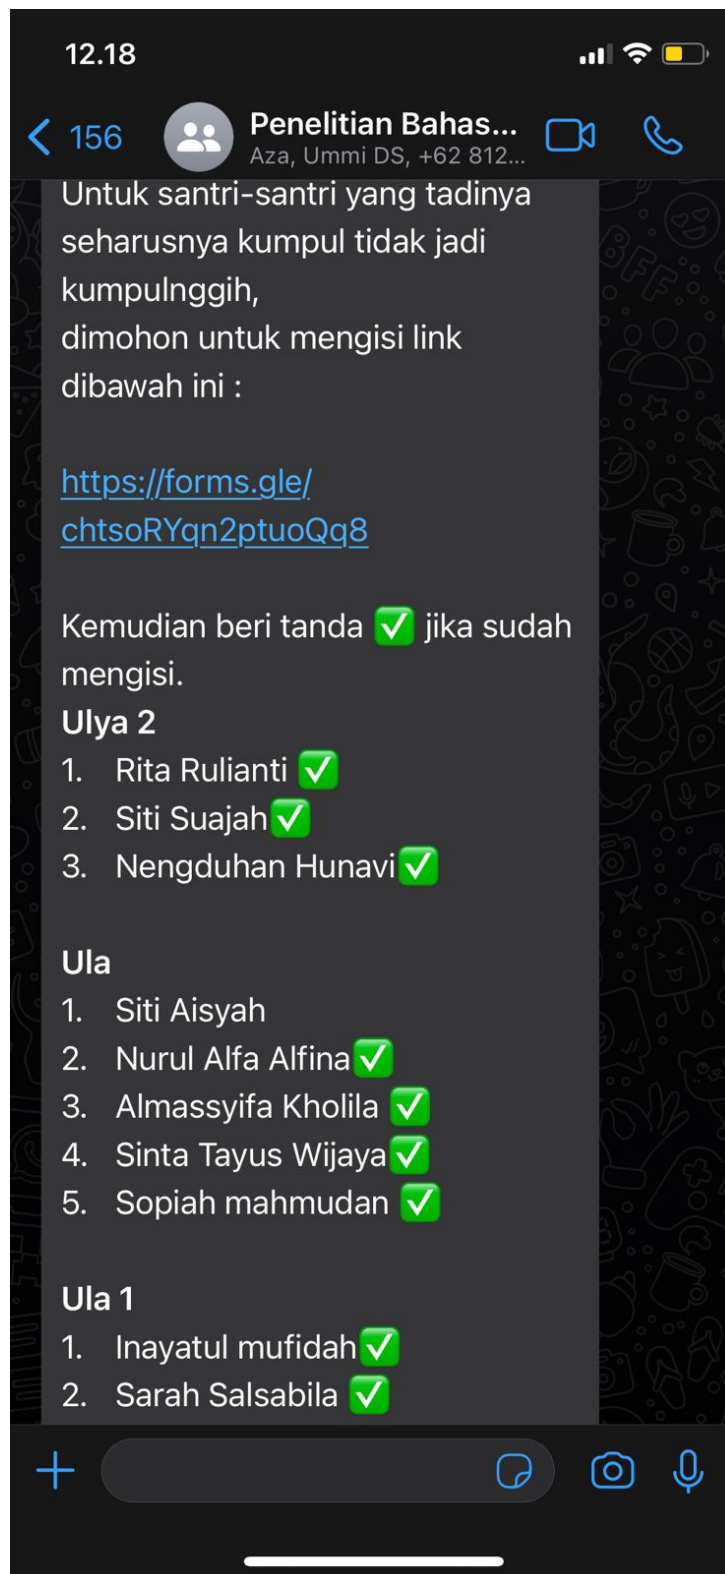 12.18
156
Penelitian Bahas...
Aza, Ummi DS, +62 812...
Untuk santri-santri yang tadinya
seharusnya kumpul tidak jadi
kumpulnggih,
dimohon untuk mengisi link
dibawah ini :
https://forms.gle/
chtsoRYqn2ptuoQq8
Kemudian beri tanda ✅ jika sudah
mengisi.
Ulya 2
1. Rita Rulianti ✅
2. Siti Suajah✅
3. Nengduhan Hunavi✅
Ula
1. Siti Aisyah
2. Nurul Alfa Alfina✅
3. Almassyifa Kholila ✅
4. Sinta Tayus Wijaya✅
5. Sopiah mahmudan ✅
Ula 1
1. Inayatul mufidah✅
2. Sarah Salsabila ✅